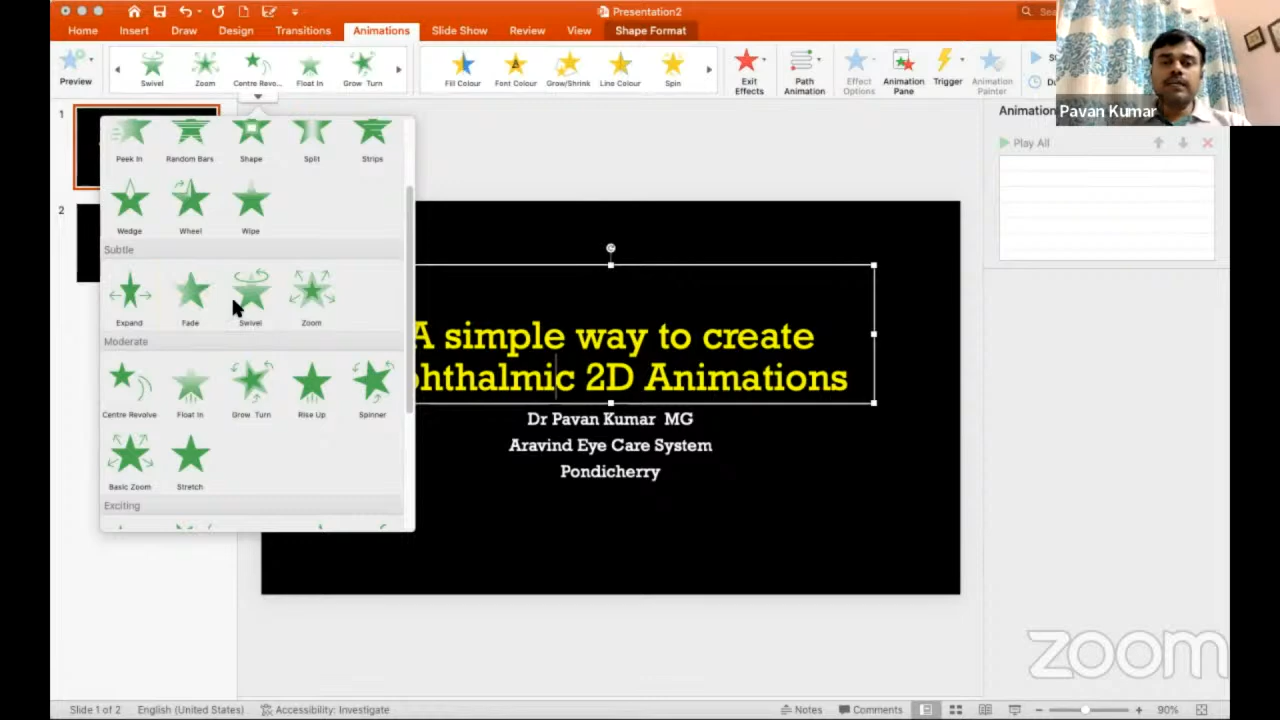 Presentation2
Home
Insert
Draw
Design
Transitions
Animations
Slide Show
Review
View
Shape Format
Preview
Swivel
Zoom
Centre Revo...
Float In
Grow Turn
Fill Colour
Font Colour
Grow/Shrink
Line Colour
Spin
Exit
Effects
Path
Animation
Effect
Options
Animation
Pane
Trigger
Animation
Painter
Pavan Kumar
Play All
1
2
Peek In
Random Bars
Shape
Split
Strips
Wedge
Wheel
Wipe
Subtle
Expand
Fade
Swivel
Zoom
Moderate
Centre Revolve
Float In
Grow Turn
Rise Up
Spinner
Basic Zoom
Stretch
Exciting
A simple way to create
phthalmic 2D Animations
Dr Pavan Kumar MG
Aravind Eye Care System
Pondicherry
zoom
Slide 1 of 2
English (United States)
Accessibility: Investigate
Notes
Comments
90%